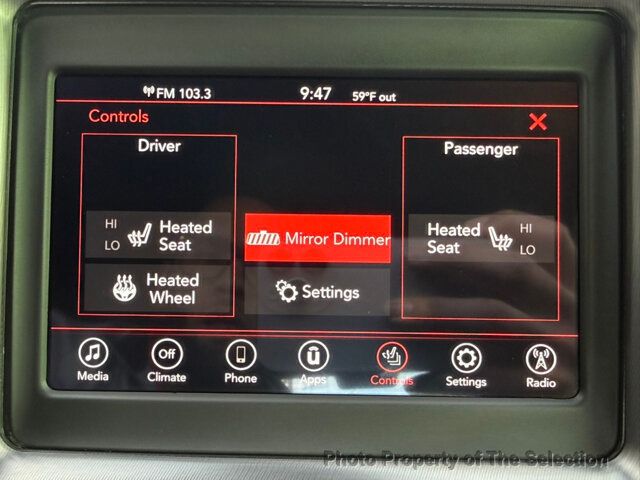 FM 103.3 9:47 59°F out
Controls
Driver
Passenger
HI
LO
Heated
Seat
Mirror Dimmer
Heated
Seat
HI
LO
Heated
Wheel
Settings
Off
Media
Climate
Phone
Apps
Controls
Settings
Radio
Photo Property of The Selection